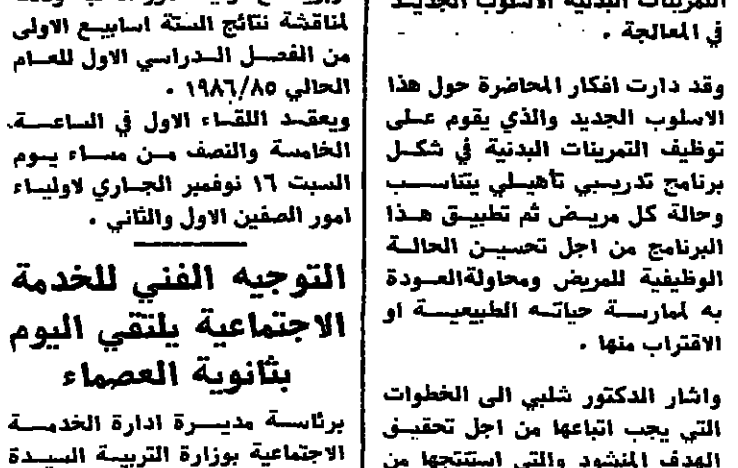 التمرينات البدنية الاسلوب الجديد
في المعالجة .
وقد دارت افكار المحاضرة حول هذا
الاسلوب الجديد والذي يقوم على
توظيف التمرينات البدنية في شكل
برنامج تدريبي تأهيلي يتناسب
وحالة كل مريض ثم تطبيق هذا
البرنامج من اجل تحسين الحالة
الوظيفية للمريض ومحاولة العودة
به لممارسة حياته الطبيعيسة او
الاقتراب منها .
واشار الدكتور شلبي الى الخطوات
التي يجب اتباعها من اجل تحقيق
الهدف المنشود والتي استنتجها من
لمناقشة نتائج الستة اسابيع الاولى
من الفصل الدراسي الاول للعام
الحالي ١٩٨٦/٨٥ .
ويعقد اللقاء الاول في الساعة
الخامسة والنصف من مساء يوم
السبت ١٦ نوفمبر الجاري لاولياء
امور الصفين الاول والثاني .
التوجيه الفني للخدمة
الاجتماعية يلتقي اليوم
بثانوية العصماء
برئاسة مديرة ادارة الخدمة
الاجتماعية بوزارة التربية السيدة